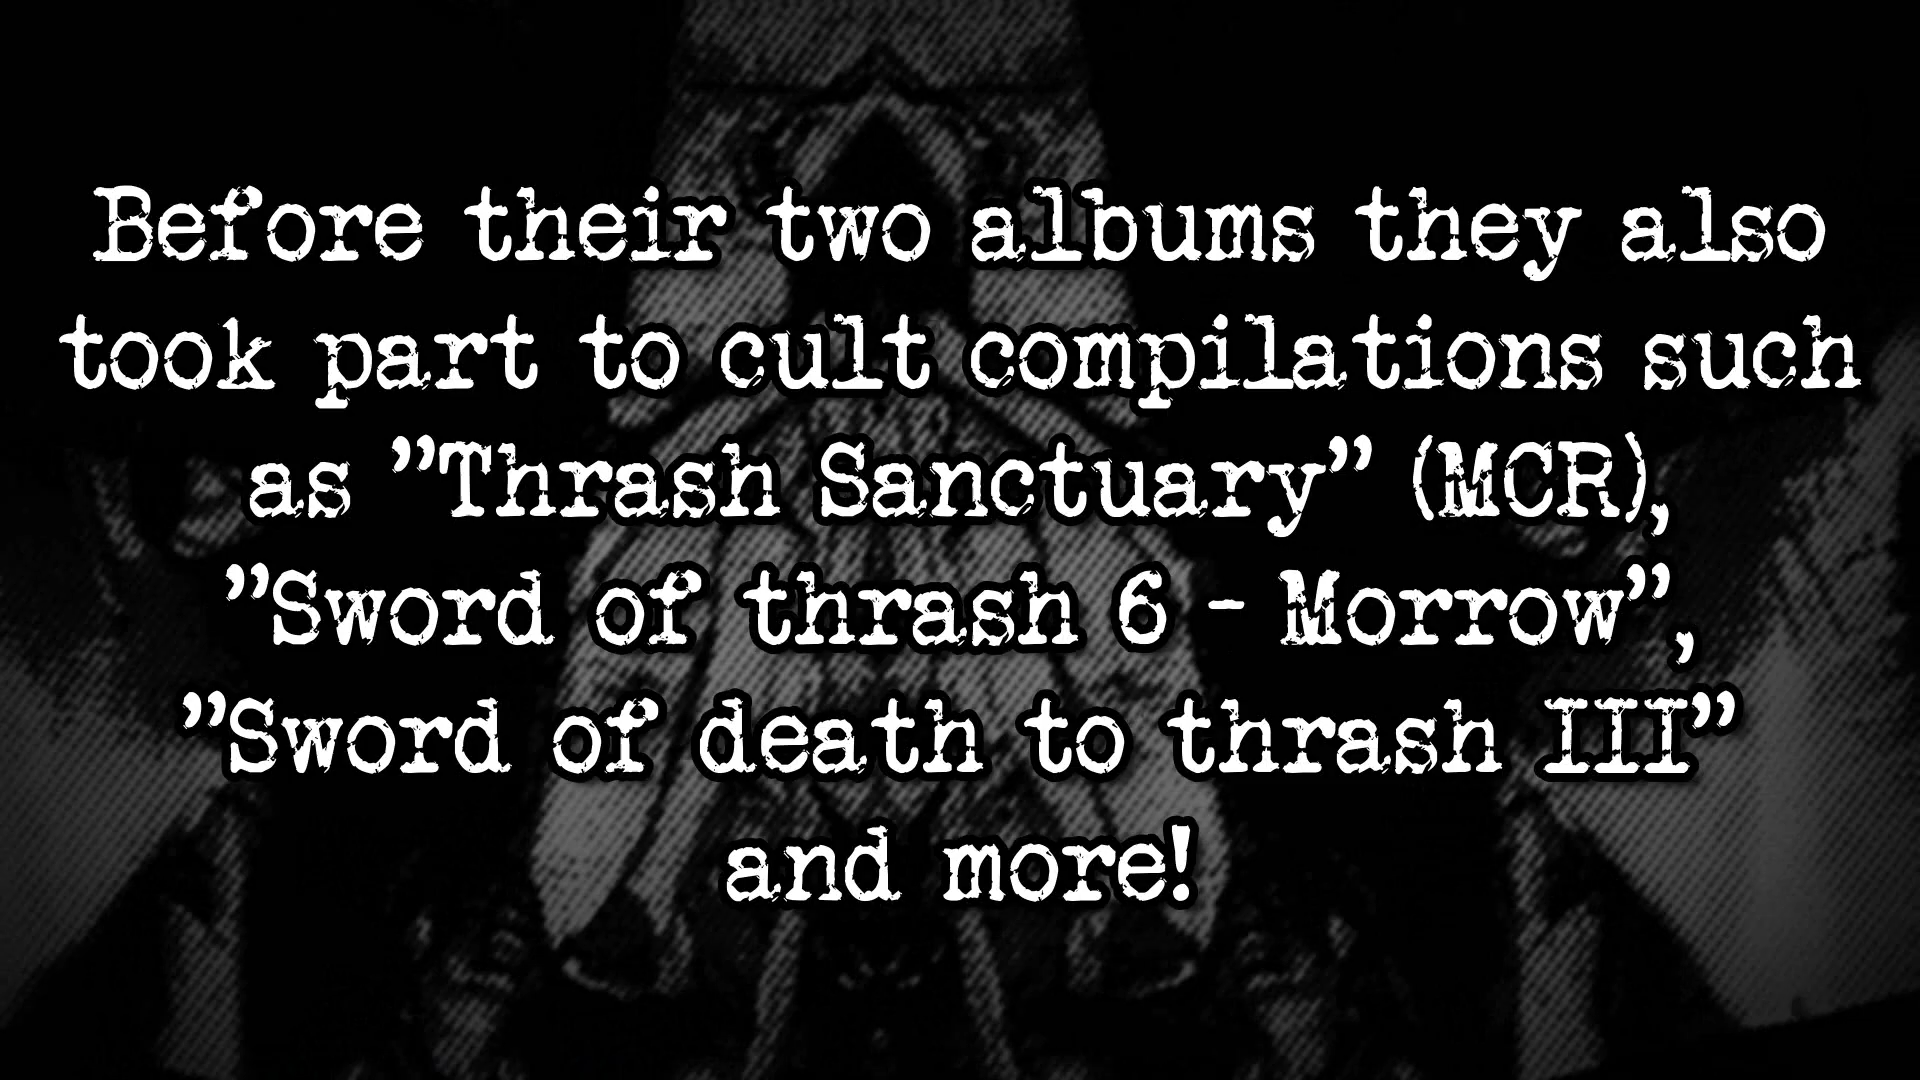 Before their two albums they also
took part to cult compilations such
as ”Thrash Sanctuary” (MCR),
”Sword of thrash 6 - Morrow”,
”Sword of death to thrash III”
and more!